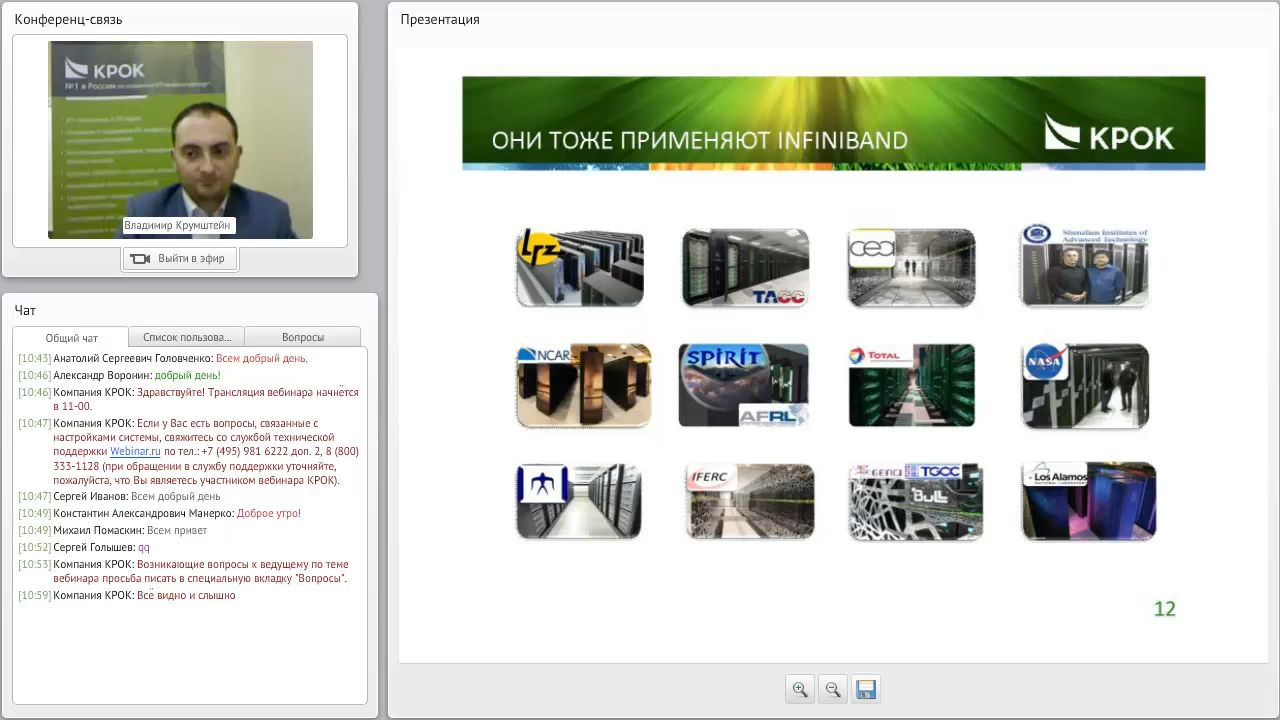 Конференц-связь
КРОК
№1 в России
Владимир Крумштейн
Выйти в эфир
Чат
Общий чат
Список пользова...
Вопросы
[10:43] Анатолий Сергеевич Головченко: Всем добрый день.
[10:46] Александр Воронин: добрый день!
[10:46] Компания КРОК: Здравствуйте! Трансляция вебинара начнётся
в 11-00.
[10:47] Компания КРОК: Если у Вас есть вопросы, связанные с
настройками системы, свяжитесь со службой технической
поддержки Webinar.ru по тел.: +7 (495) 981 6222 доп. 2, 8 (800)
333-1128 (при обращении в службу поддержки уточняйте,
пожалуйста, что Вы являетесь участником вебинара КРОК).
[10:47] Сергей Иванов: Всем добрый день
[10:49] Константин Александрович Манерко: Доброе утро!
[10:49] Михаил Помаскин: Всем привет
[10:52] Сергей Голышев: qq
[10:53] Компания КРОК: Возникающие вопросы к ведущему по теме
вебинара просьба писать в специальную вкладку "Вопросы".
[10:59] Компания КРОК: Всё видно и слышно
Презентация
ОНИ ТОЖЕ ПРИМЕНЯЮТ INFINIBAND
КРОК
lrz
TACC
cea
Shenzhen Institutes of
Advanced Technology
NCAR
SPIRIT
AFRL
TOTAL
NASA
IFERC
GENCI
TGCC
Bull
Los Alamos
NATIONAL LABORATORY
12